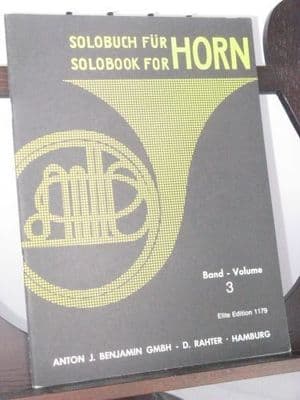 SOLOBUCH FÜR
SOLOBOOK FOR HORN
Band - Volume
3
Elite Edition 1179
ANTON J. BENJAMIN GMBH - D. RAHTER · HAMBURG